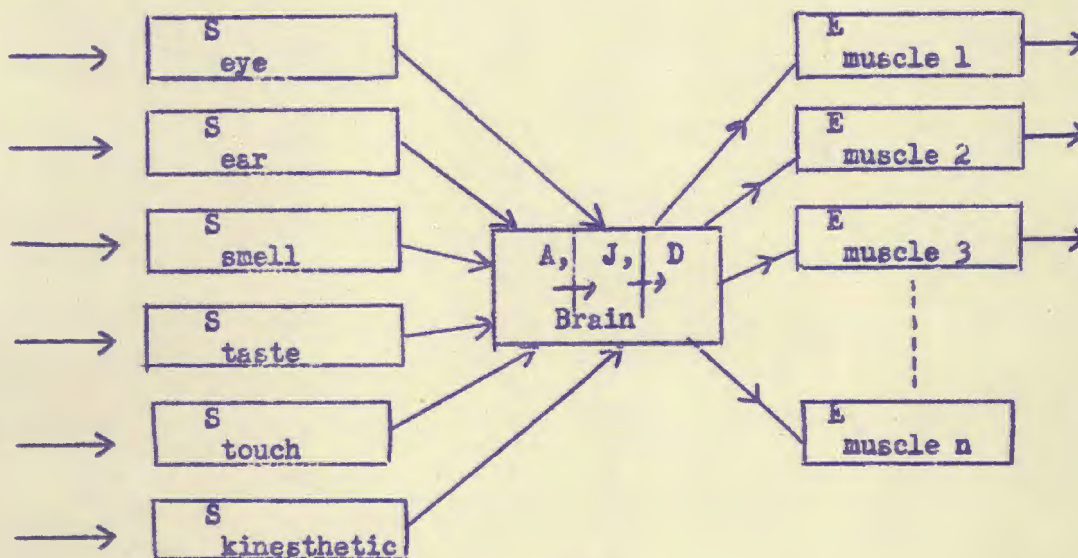 S
eye
S
ear
S
smell
S
taste
S
touch
S
kinesthetic
A, J, D
Brain
E
muscle 1
E
muscle 2
E
muscle 3
E
muscle n